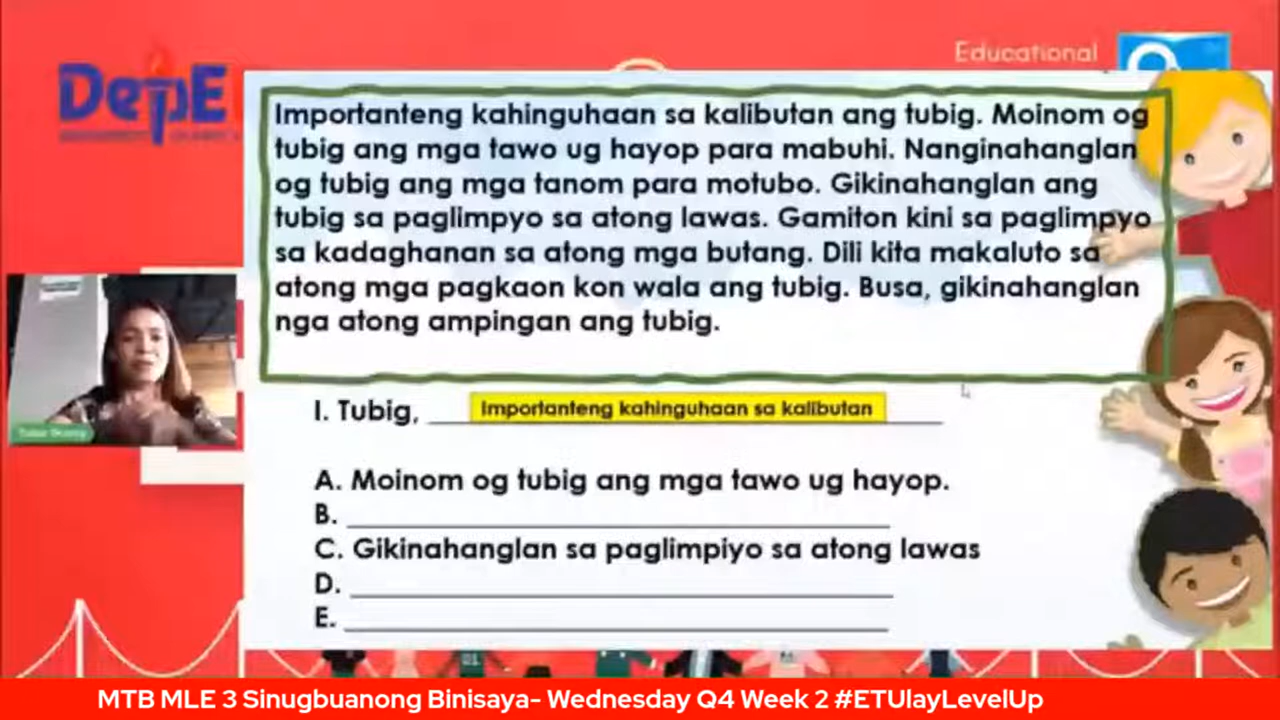 DepE
Educational
Importanteng kahinguhaan sa kalibutan ang tubig. Moinom og
tubig ang mga tawo ug hayop para mabuhi. Nanginahanglan
og tubig ang mga tanom para motubo. Gikinahanglan ang
tubig sa paglimpyo sa atong lawas. Gamiton kini sa paglimpyo
sa kadaghanan sa atong mga butang. Dili kita makaluto sa
atong mga pagkaon kon wala ang tubig. Busa, gikinahanglan
nga atong ampingan ang tubig.
I. Tubig, Importanteng kahinguhaan sa kalibutan
A. Moinom og tubig ang mga tawo ug hayop.
B.
C. Gikinahanglan sa paglimpiyo sa atong lawas
D.
E.
MTB MLE 3 Sinugbuanong Binisaya- Wednesday Q4 Week 2 #ETUlayLevelUp